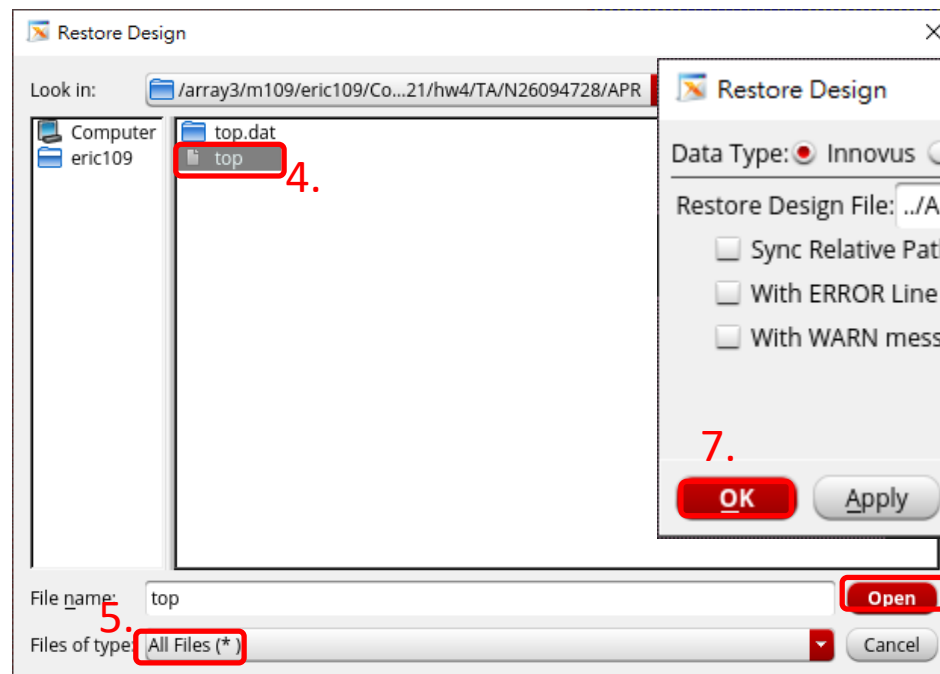 Restore Design
Look in: /array3/m109/eric109/Co...21/hw4/TA/N26094728/APR
Computer
eric109
top.dat
top
4.
Restore Design
Data Type: Innovus
Restore Design File: ../A
Sync Relative Pat
With ERROR Line
With WARN mess
7.
OK Apply
File name: top
Open
5.
Files of type: All Files (* )
Cancel